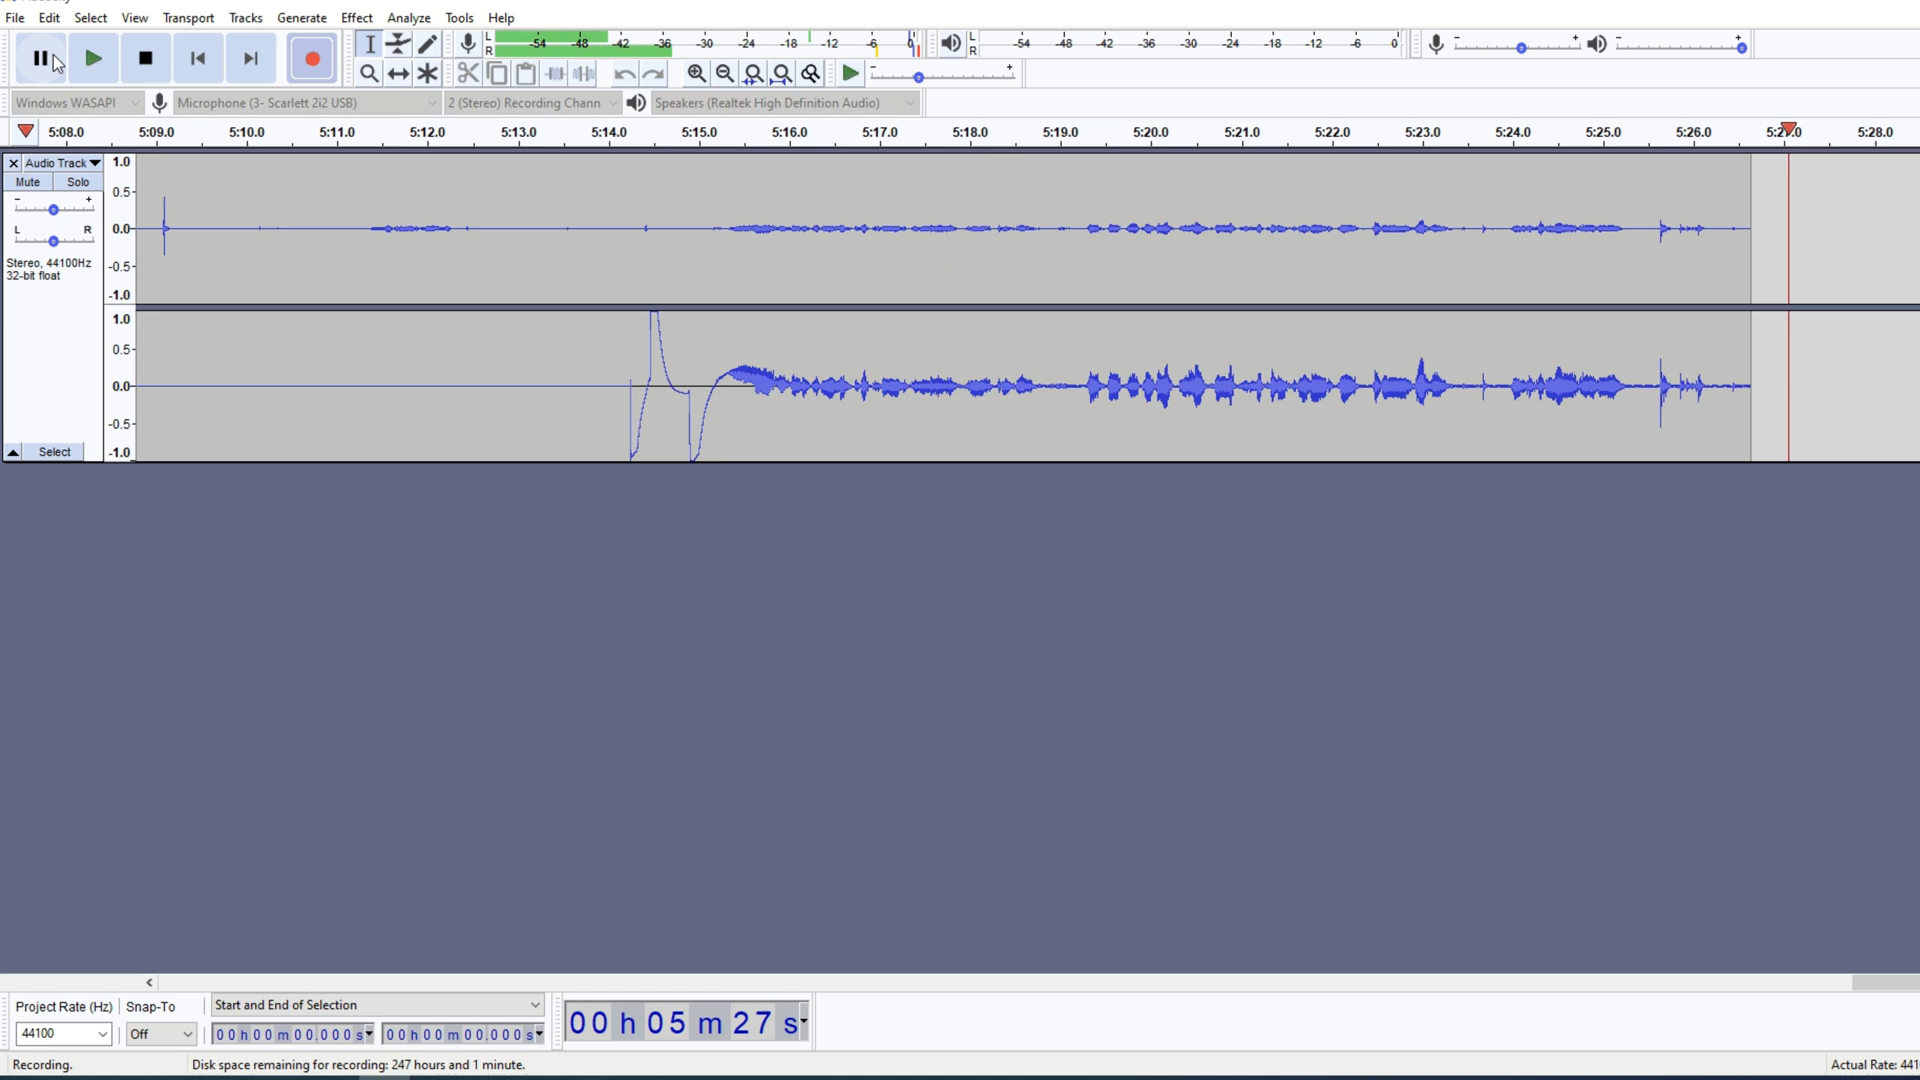 File Edit Select View Transport Tracks Generate Effect Analyze Tools Help
L -54 -48 -42 -36 -30 -24 -18 -12 -6 0 L -54 -48 -42 -36 -30 -24 -18 -12 -6 0 - + - +
R R
- +
Windows WASAPI Microphone (3- Scarlett 2i2 USB) 2 (Stereo) Recording Chann Speakers (Realtek High Definition Audio)
5:08.0 5:09.0 5:10.0 5:11.0 5:12.0 5:13.0 5:14.0 5:15.0 5:16.0 5:17.0 5:18.0 5:19.0 5:20.0 5:21.0 5:22.0 5:23.0 5:24.0 5:25.0 5:26.0 5:27.0 5:28.0
Audio Track 1.0
Mute Solo
0.5
- +
0.0
L R
Stereo, 44100Hz
-0.5
32-bit float
-1.0
1.0
0.5
0.0
-0.5
Select -1.0
Project Rate (Hz) Snap-To Start and End of Selection
44100 Off 00 h 00 m 00.000 s 00 h 00 m 00.000 s 00 h 05 m 27 s
Recording. Disk space remaining for recording: 247 hours and 1 minute. Actual Rate: 441